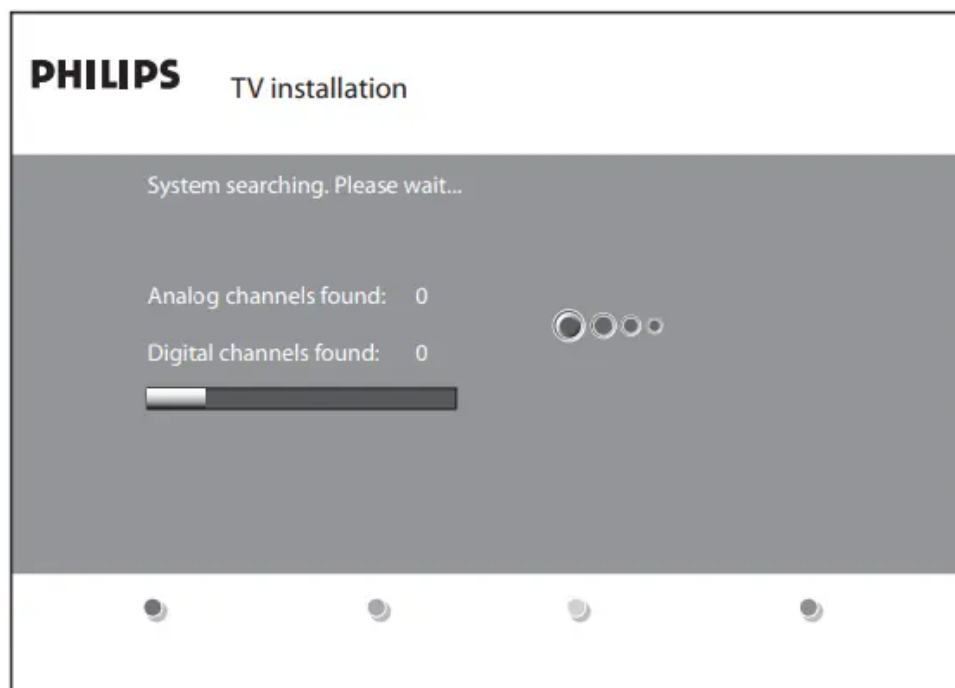 PHILIPS
TV installation
System searching. Please wait...
Analog channels found: 0
Digital channels found: 0